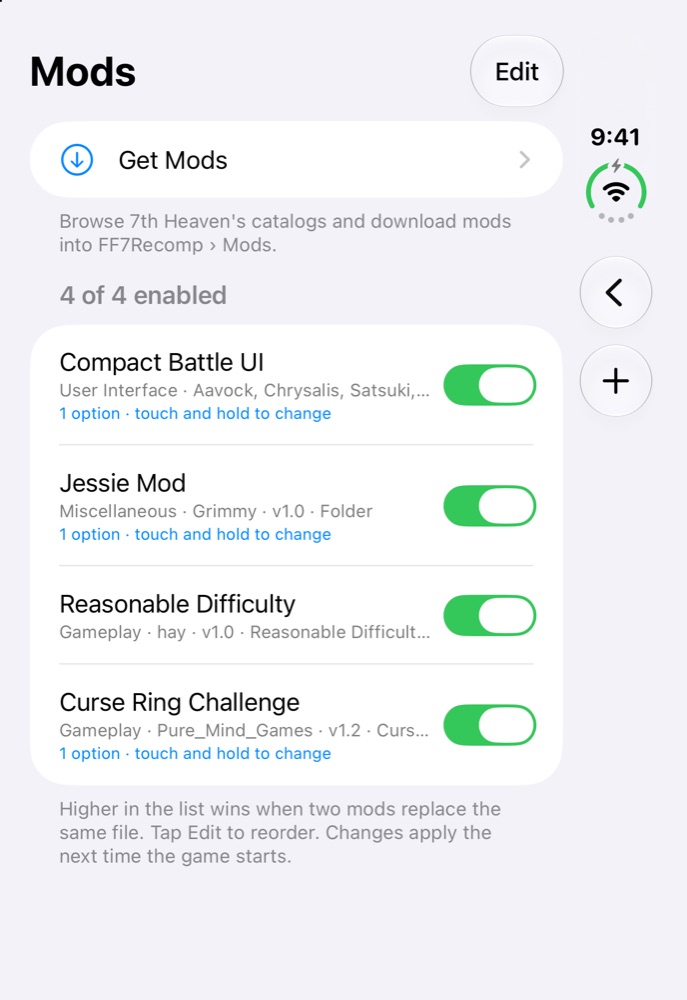 Mods
Edit
9:41
Get Mods
Browse 7th Heaven's catalogs and download mods
into FF7Recomp › Mods.
4 of 4 enabled
Compact Battle UI
User Interface · Aavock, Chrysalis, Satsuki,...
1 option · touch and hold to change
Jessie Mod
Miscellaneous · Grimmy · v1.0 · Folder
1 option · touch and hold to change
Reasonable Difficulty
Gameplay · hay · v1.0 · Reasonable Difficult...
Curse Ring Challenge
Gameplay · Pure_Mind_Games · v1.2 · Curs...
1 option · touch and hold to change
Higher in the list wins when two mods replace the
same file. Tap Edit to reorder. Changes apply the
next time the game starts.